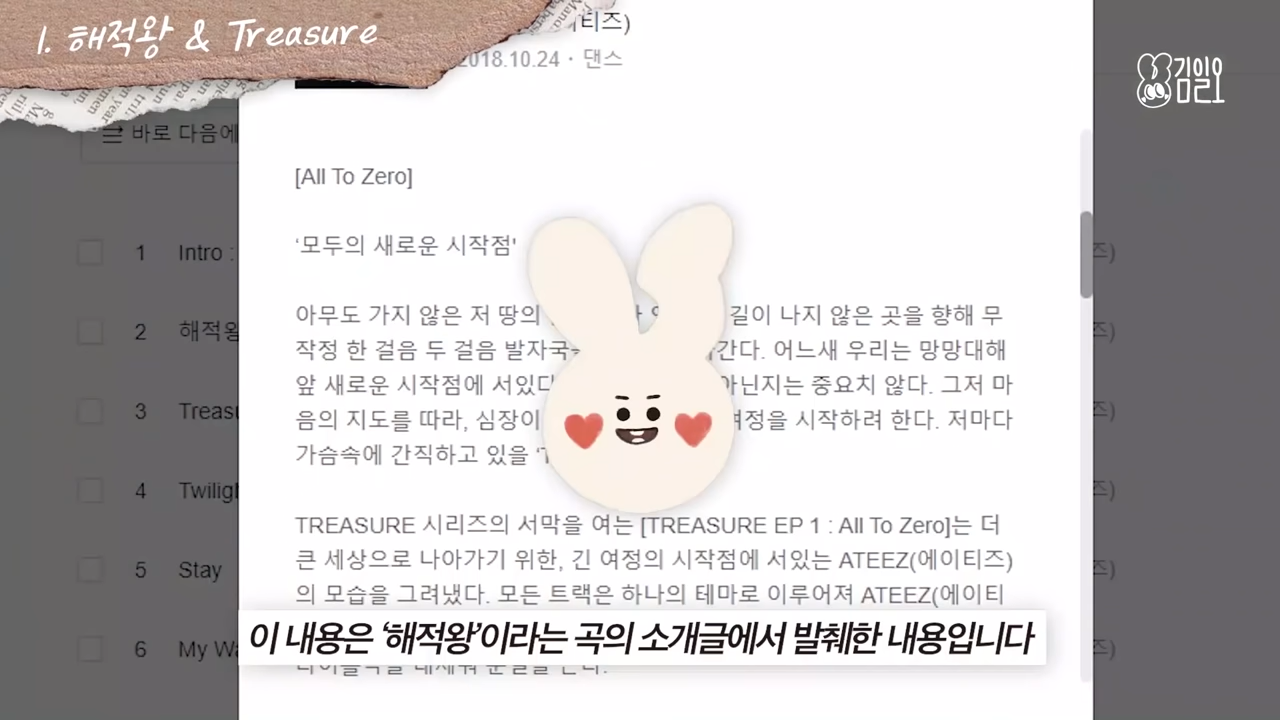 1. 해적왕 & Treasure
티즈)
2018.10.24 · 댄스
김일오
바로 다음에
[All To Zero]
1 Intro :
'모두의 새로운 시작점'
2 해적왕
아무도 가지 않은 저 땅의 길이 나지 않은 곳을 향해 무
작정 한 걸음 두 걸음 발자국 간다. 어느새 우리는 망망대해
앞 새로운 시작점에 서있다 아닌지는 중요치 않다. 그저 마
3 Treasu
음의 지도를 따라, 심장이 여정을 시작하려 한다. 저마다
가슴속에 간직하고 있을 'T
4 Twiligh
TREASURE 시리즈의 서막을 여는 [TREASURE EP 1 : All To Zero]는 더
큰 세상으로 나아가기 위한, 긴 여정의 시작점에 서있는 ATEEZ(에이티즈)
5 Stay
의 모습을 그려냈다. 모든 트랙은 하나의 테마로 이루어져 ATEEZ(에이티
6 My Wa
이 내용은 ‘해적왕’이라는 곡의 소개글에서 발췌한 내용입니다